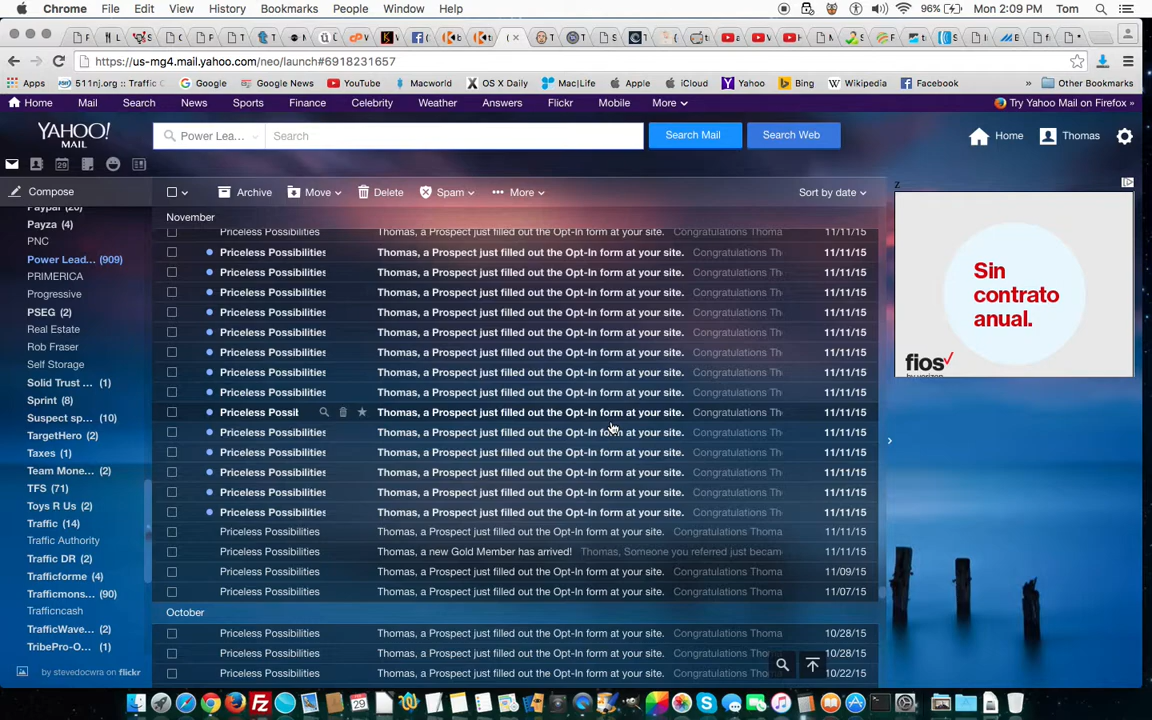 Chrome File Edit View History Bookmarks People Window Help 96% Mon 2:09 PM Tom
https://us-mg4.mail.yahoo.com/neo/launch#6918231657
Apps 511nj.org :: Traffic C Google Google News YouTube Macworld OS X Daily Mac|Life Apple iCloud Yahoo Bing Wikipedia Facebook » Other Bookmarks
Home Mail Search News Sports Finance Celebrity Weather Answers Flickr Mobile More Try Yahoo Mail on Firefox »
YAHOO! MAIL Power Lea... Search Search Mail Search Web Home Thomas
Compose Archive Move Delete Spam More Sort by date
Paypal (20)
Payza (4)
PNC
Power Lead... (909)
PRIMERICA
Progressive
PSEG (2)
Real Estate
Rob Fraser
Self Storage
Solid Trust ... (1)
Sprint (8)
Suspect sp... (10)
TargetHero (2)
Taxes (1)
Team Mone... (2)
TFS (71)
Toys R Us (2)
Traffic (14)
Traffic Authority
Traffic DR (2)
Trafficforme (4)
Trafficmons... (90)
Trafficncash
TrafficWave... (2)
TribePro-O...
by stevedocwra on flickr
November
Priceless Possibilities Thomas, a Prospect just filled out the Opt-In form at your site. Congratulations Thoma 11/11/15
Priceless Possibilities Thomas, a Prospect just filled out the Opt-In form at your site. Congratulations Th 11/11/15
Priceless Possibilities Thomas, a Prospect just filled out the Opt-In form at your site. Congratulations Th 11/11/15
Priceless Possibilities Thomas, a Prospect just filled out the Opt-In form at your site. Congratulations Th 11/11/15
Priceless Possibilities Thomas, a Prospect just filled out the Opt-In form at your site. Congratulations Th 11/11/15
Priceless Possibilities Thomas, a Prospect just filled out the Opt-In form at your site. Congratulations Th 11/11/15
Priceless Possibilities Thomas, a Prospect just filled out the Opt-In form at your site. Congratulations Th 11/11/15
Priceless Possibilities Thomas, a Prospect just filled out the Opt-In form at your site. Congratulations Th 11/11/15
Priceless Possibilities Thomas, a Prospect just filled out the Opt-In form at your site. Congratulations Th 11/11/15
Priceless Possit Thomas, a Prospect just filled out the Opt-In form at your site. Congratulations Th 11/11/15
Priceless Possibilities Thomas, a Prospect just filled out the Opt-In form at your site. Congratulations Th 11/11/15
Priceless Possibilities Thomas, a Prospect just filled out the Opt-In form at your site. Congratulations Th 11/11/15
Priceless Possibilities Thomas, a Prospect just filled out the Opt-In form at your site. Congratulations Th 11/11/15
Priceless Possibilities Thomas, a Prospect just filled out the Opt-In form at your site. Congratulations Th 11/11/15
Priceless Possibilities Thomas, a Prospect just filled out the Opt-In form at your site. Congratulations Th 11/11/15
Priceless Possibilities Thomas, a Prospect just filled out the Opt-In form at your site. Congratulations Thoma 11/11/15
Priceless Possibilities Thomas, a new Gold Member has arrived! Thomas, Someone you referred just becam 11/11/15
Priceless Possibilities Thomas, a Prospect just filled out the Opt-In form at your site. Congratulations Thoma 11/09/15
Priceless Possibilities Thomas, a Prospect just filled out the Opt-In form at your site. Congratulations Thoma 11/07/15
October
Priceless Possibilities Thomas, a Prospect just filled out the Opt-In form at your site. Congratulations Thoma 10/28/15
Priceless Possibilities Thomas, a Prospect just filled out the Opt-In form at your site. Congratulations Thoma 10/28/15
Priceless Possibilities Thomas, a Prospect just filled out the Opt-In form at your site. Congratulations Thoma 10/22/15
Sin
contrato
anual.
fios
by verizon